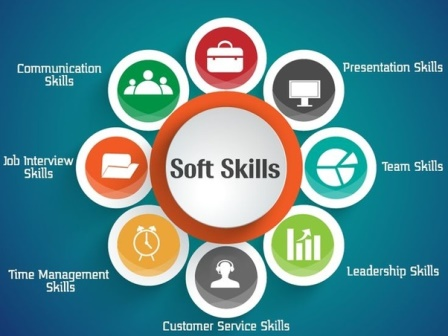 Communication
Skills
Presentation Skills
Job Interview
Skills
Soft Skills
Team Skills
Time Management
Skills
Leadership Skills
Customer Service Skills